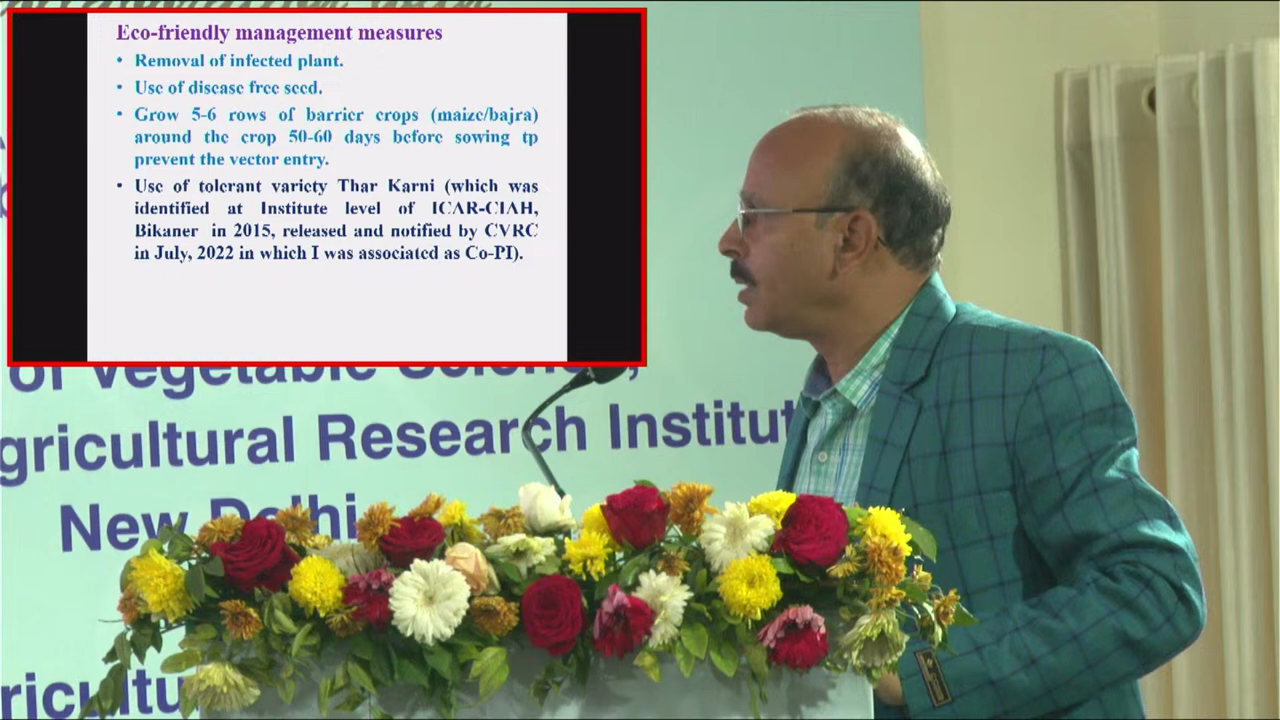 Eco-friendly management measures
• Removal of infected plant.
• Use of disease free seed.
• Grow 5-6 rows of barrier crops (maize/bajra)
around the crop 50-60 days before sowing tp
prevent the vector entry.
• Use of tolerant variety Thar Karni (which was
identified at Institute level of ICAR-CIAH,
Bikaner in 2015, released and notified by CVRC
in July, 2022 in which I was associated as Co-PI).
of Vegetable Science,
gricultural Research Institut
New Delhi
ricultu